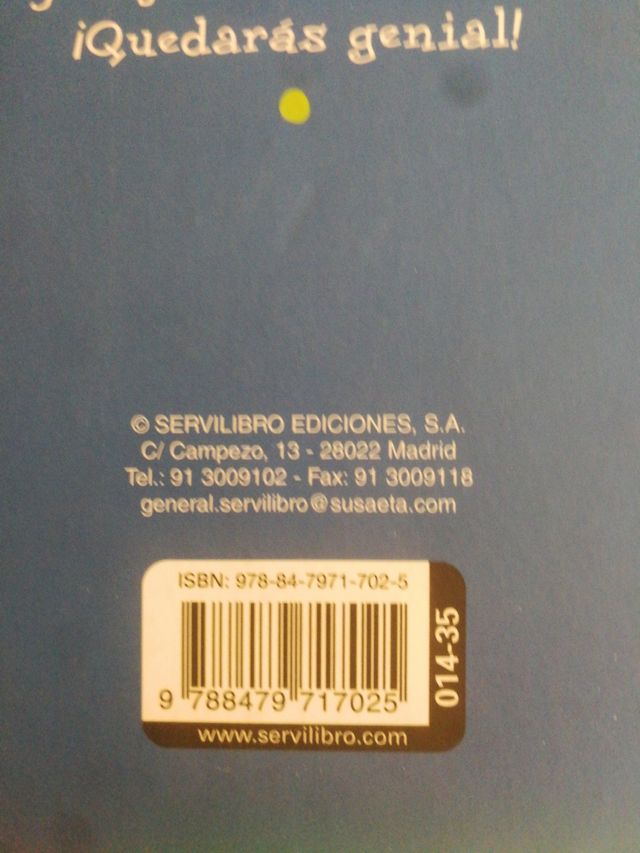 ¡Quedarás genial!
© SERVILIBRO EDICIONES, S.A.
C/ Campezo, 13 - 28022 Madrid
Tel.: 91 3009102 - Fax: 91 3009118
general.servilibro@susaeta.com
ISBN: 978-84-7971-702-5
9 788479 717025
014-35
www.servilibro.com